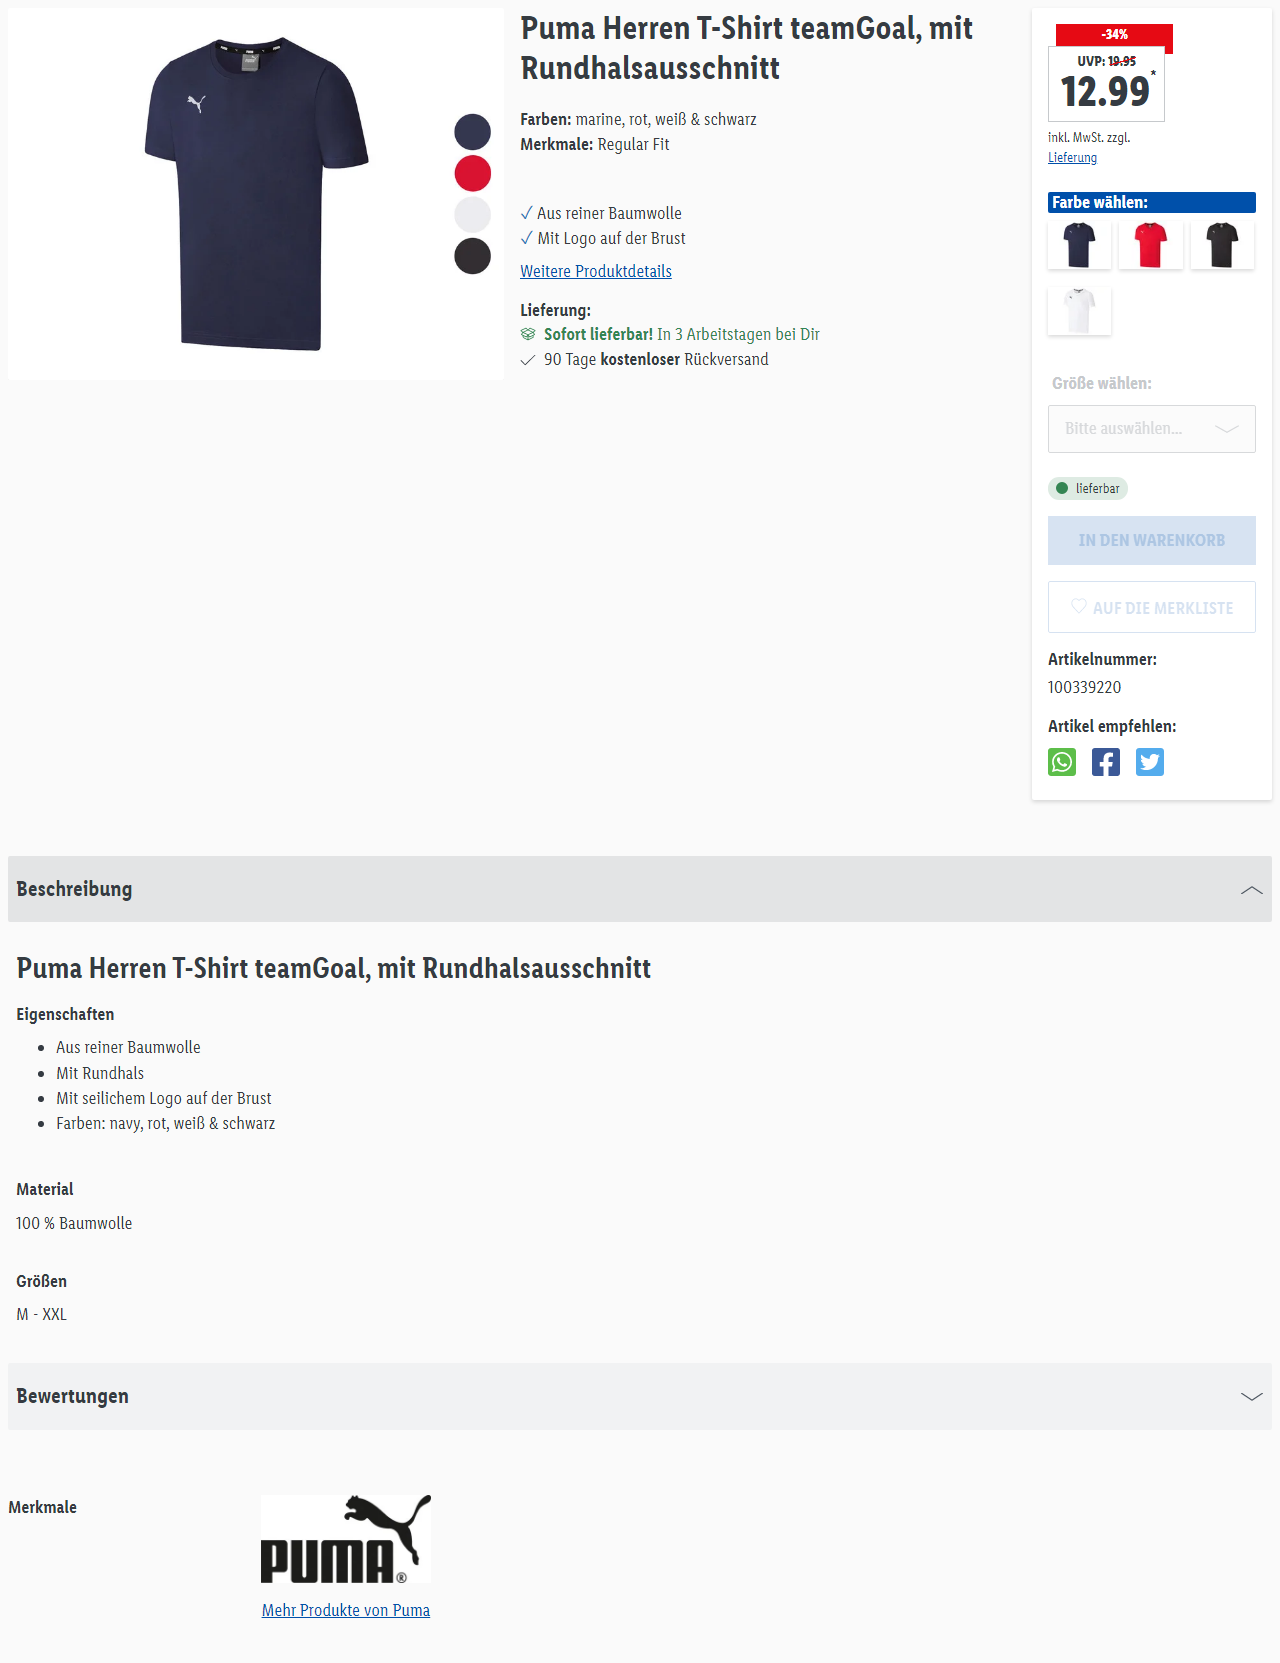 Puma Herren T-Shirt teamGoal, mit
Rundhalsausschnitt
Farben: marine, rot, weiß & schwarz
Merkmale: Regular Fit
Aus reiner Baumwolle
Mit Logo auf der Brust
Weitere Produktdetails
Lieferung:
Sofort lieferbar! In 3 Arbeitstagen bei Dir
90 Tage kostenloser Rückversand
-34%
UVP: 19.95
12.99*
inkl. MwSt. zzgl.
Lieferung
Farbe wählen:
Größe wählen:
Bitte auswählen...
lieferbar
IN DEN WARENKORB
AUF DIE MERKLISTE
Artikelnummer:
100339220
Artikel empfehlen:
Beschreibung
Puma Herren T-Shirt teamGoal, mit Rundhalsausschnitt
Eigenschaften
Aus reiner Baumwolle
Mit Rundhals
Mit seilichem Logo auf der Brust
Farben: navy, rot, weiß & schwarz
Material
100 % Baumwolle
Größen
M - XXL
Bewertungen
Merkmale
PUMA®
Mehr Produkte von Puma